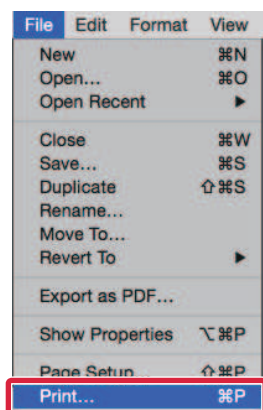 File Edit Format View
New ⌘N
Open... ⌘O
Open Recent ▶
Close ⌘W
Save... ⌘S
Duplicate ⇧⌘S
Rename...
Move To...
Revert To ▶
Export as PDF...
Show Properties ⌥⌘P
Page Setup... ⇧⌘P
Print... ⌘P